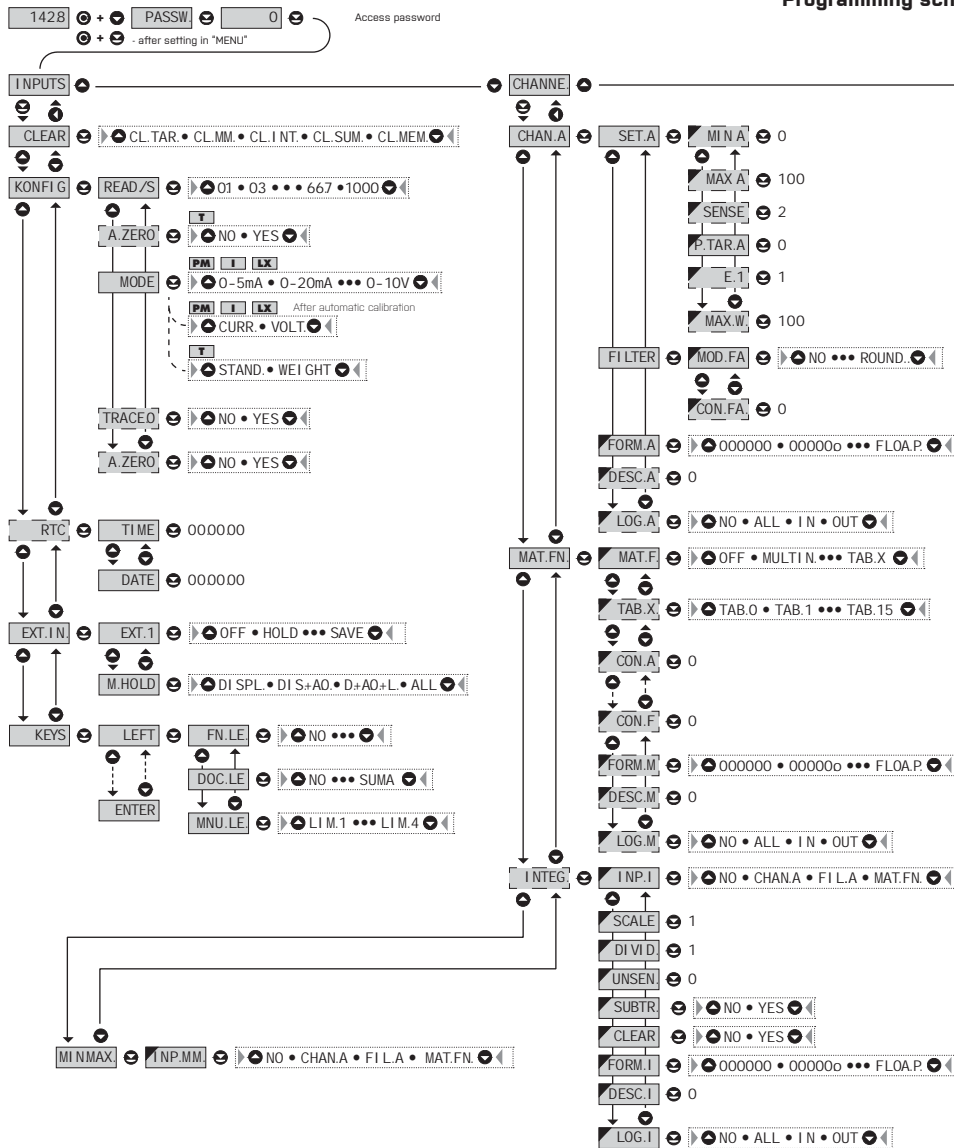 Programming sch
1428 + PASSW. 0 Access password
+ - after setting in "MENU"
INPUTS
CLEAR CL.TAR. • CL.MM. • CL.INT. • CL.SUM. • CL.MEM.
KONFIG READ/S 01 • 03 ••• 667 •1000
T
A.ZERO NO • YES
PM I LX
MODE 0-5mA • 0-20mA ••• 0-10V
PM I LX After automatic calibration
CURR. • VOLT.
T
STAND. • WEIGHT
TRACE0 NO • YES
A.ZERO NO • YES
RTC TIME 00.00.00
DATE 00.00.00
EXT.IN. EXT.1 OFF • HOLD ••• SAVE
M.HOLD DISPL. • DIS+AO. • D+AO+L. • ALL
KEYS LEFT FN.LE. NO •••
DOC.LE NO ••• SUMA
ENTER
MNU.LE. LIM.1 ••• LIM.4
MINMAX. INP.MM. NO • CHAN.A • FIL.A • MAT.FN.
CHANNE.
CHAN.A SET.A MIN A 0
MAX A 100
SENSE 2
P.TAR.A 0
E.1 1
MAX.W. 100
FILTER MOD.FA NO ••• ROUND..
CON.FA. 0
FORM.A 000000 • 00000o ••• FLOA.P.
DESC.A 0
LOG.A NO • ALL • IN • OUT
MAT.FN. MAT.F. OFF • MULTIN. ••• TAB.X
TAB.X TAB.0 • TAB.1 ••• TAB.15
CON.A 0
CON.F 0
FORM.M 000000 • 00000o ••• FLOA.P.
DESC.M 0
LOG.M NO • ALL • IN • OUT
INTEG. INP.I NO • CHAN.A • FIL.A • MAT.FN.
SCALE 1
DIVID. 1
UNSEN. 0
SUBTR. NO • YES
CLEAR NO • YES
FORM.I 000000 • 00000o ••• FLOA.P.
DESC.I 0
LOG.I NO • ALL • IN • OUT